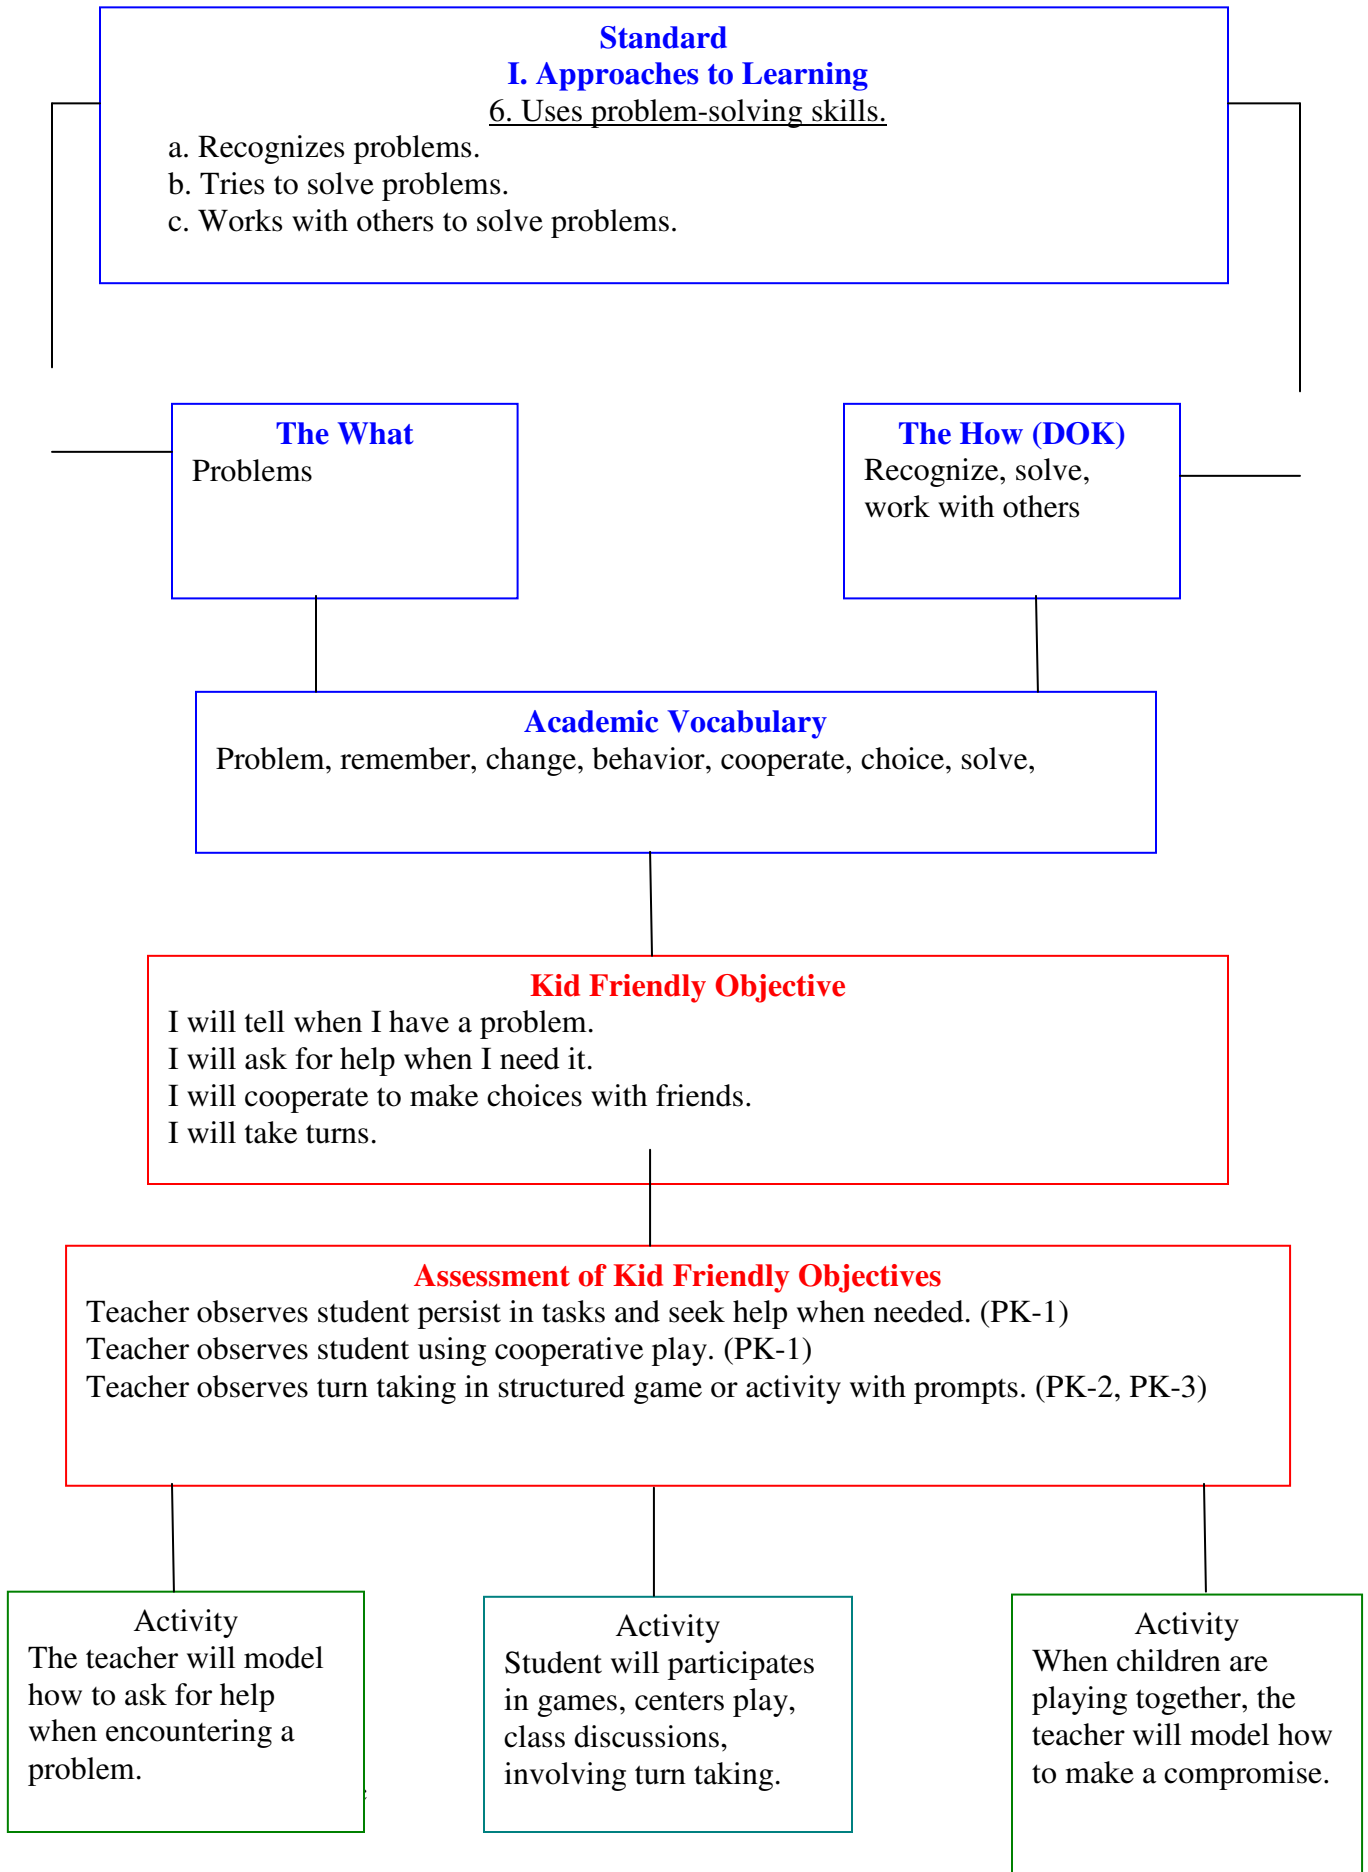 Standard
I. Approaches to Learning
6. Uses problem-solving skills.
a. Recognizes problems.
b. Tries to solve problems.
c. Works with others to solve problems.
The What
Problems
The How (DOK)
Recognize, solve,
work with others
Academic Vocabulary
Problem, remember, change, behavior, cooperate, choice, solve,
Kid Friendly Objective
I will tell when I have a problem.
I will ask for help when I need it.
I will cooperate to make choices with friends.
I will take turns.
Assessment of Kid Friendly Objectives
Teacher observes student persist in tasks and seek help when needed. (PK-1)
Teacher observes student using cooperative play. (PK-1)
Teacher observes turn taking in structured game or activity with prompts. (PK-2, PK-3)
Activity
The teacher will model
how to ask for help
when encountering a
problem.
Activity
Student will participates
in games, centers play,
class discussions,
involving turn taking.
Activity
When children are
playing together, the
teacher will model how
to make a compromise.